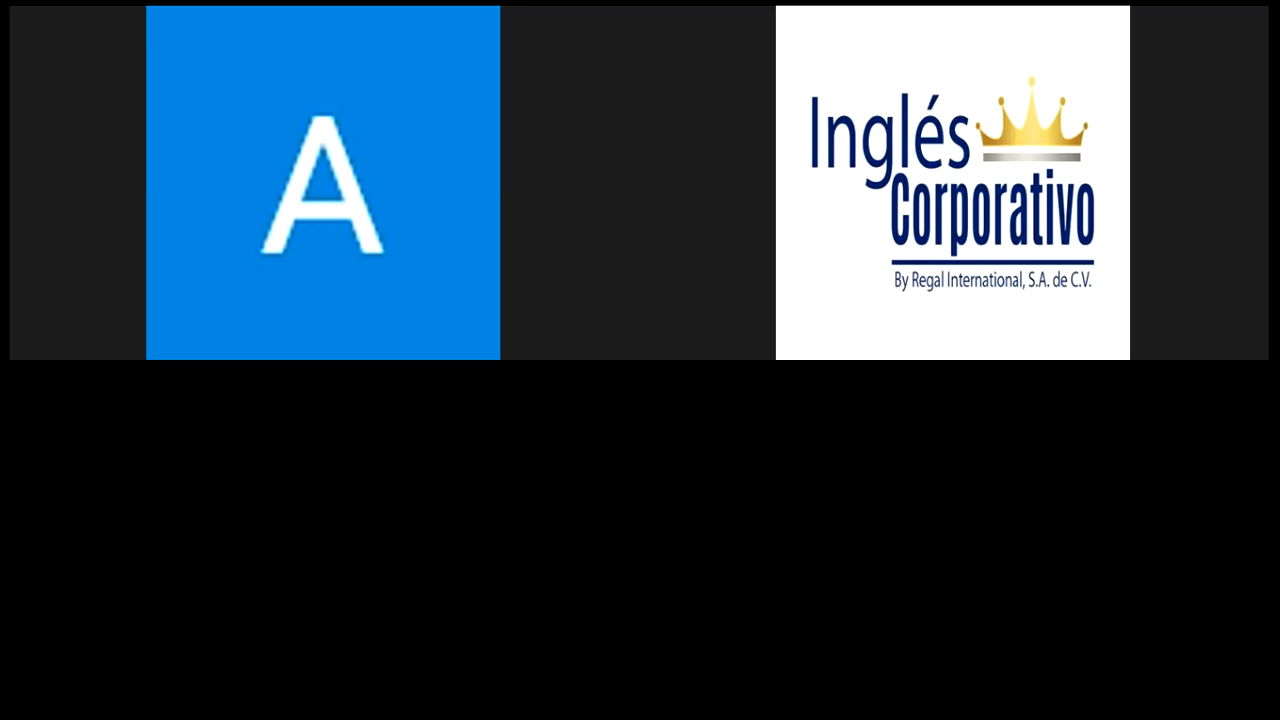 A
Inglés
Corporativo
By Regal International, S.A. de C.V.